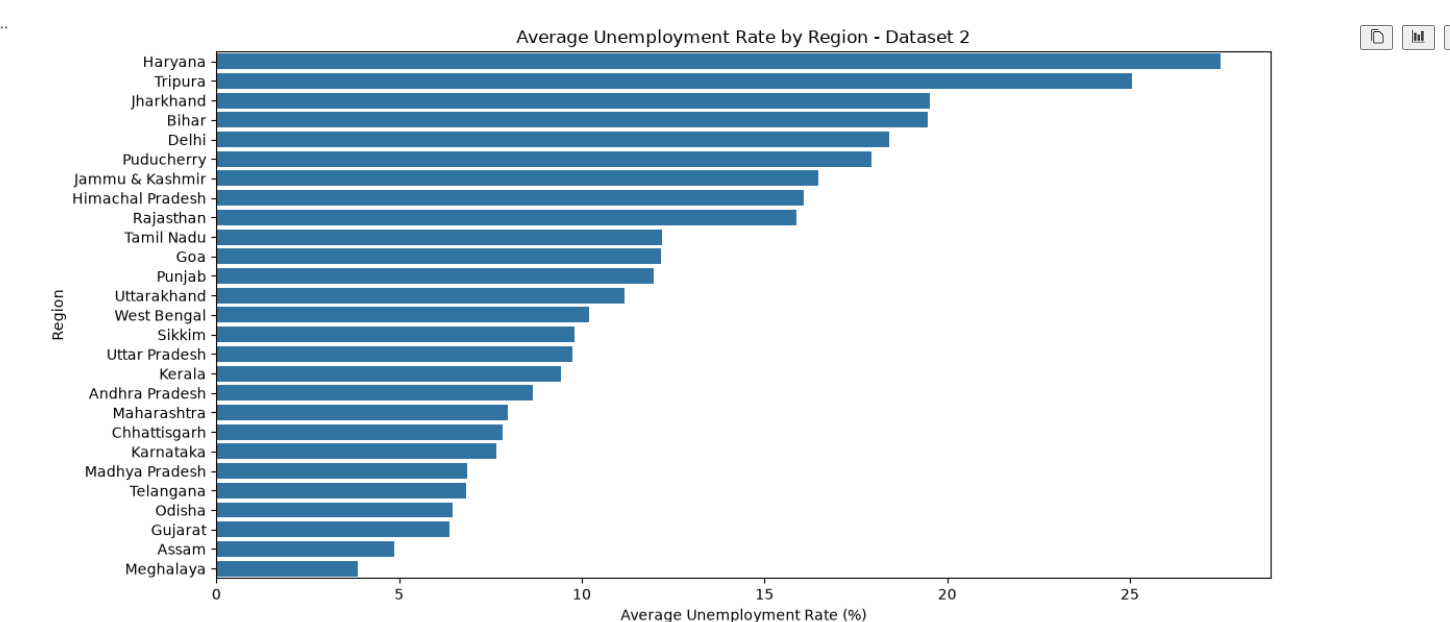 ..
Average Unemployment Rate by Region - Dataset 2
Haryana
Tripura
Jharkhand
Bihar
Delhi
Puducherry
Jammu & Kashmir
Himachal Pradesh
Rajasthan
Tamil Nadu
Goa
Punjab
Uttarakhand
West Bengal
Sikkim
Uttar Pradesh
Kerala
Andhra Pradesh
Maharashtra
Chhattisgarh
Karnataka
Madhya Pradesh
Telangana
Odisha
Gujarat
Assam
Meghalaya
Region
0 5 10 15 20 25
Average Unemployment Rate (%)